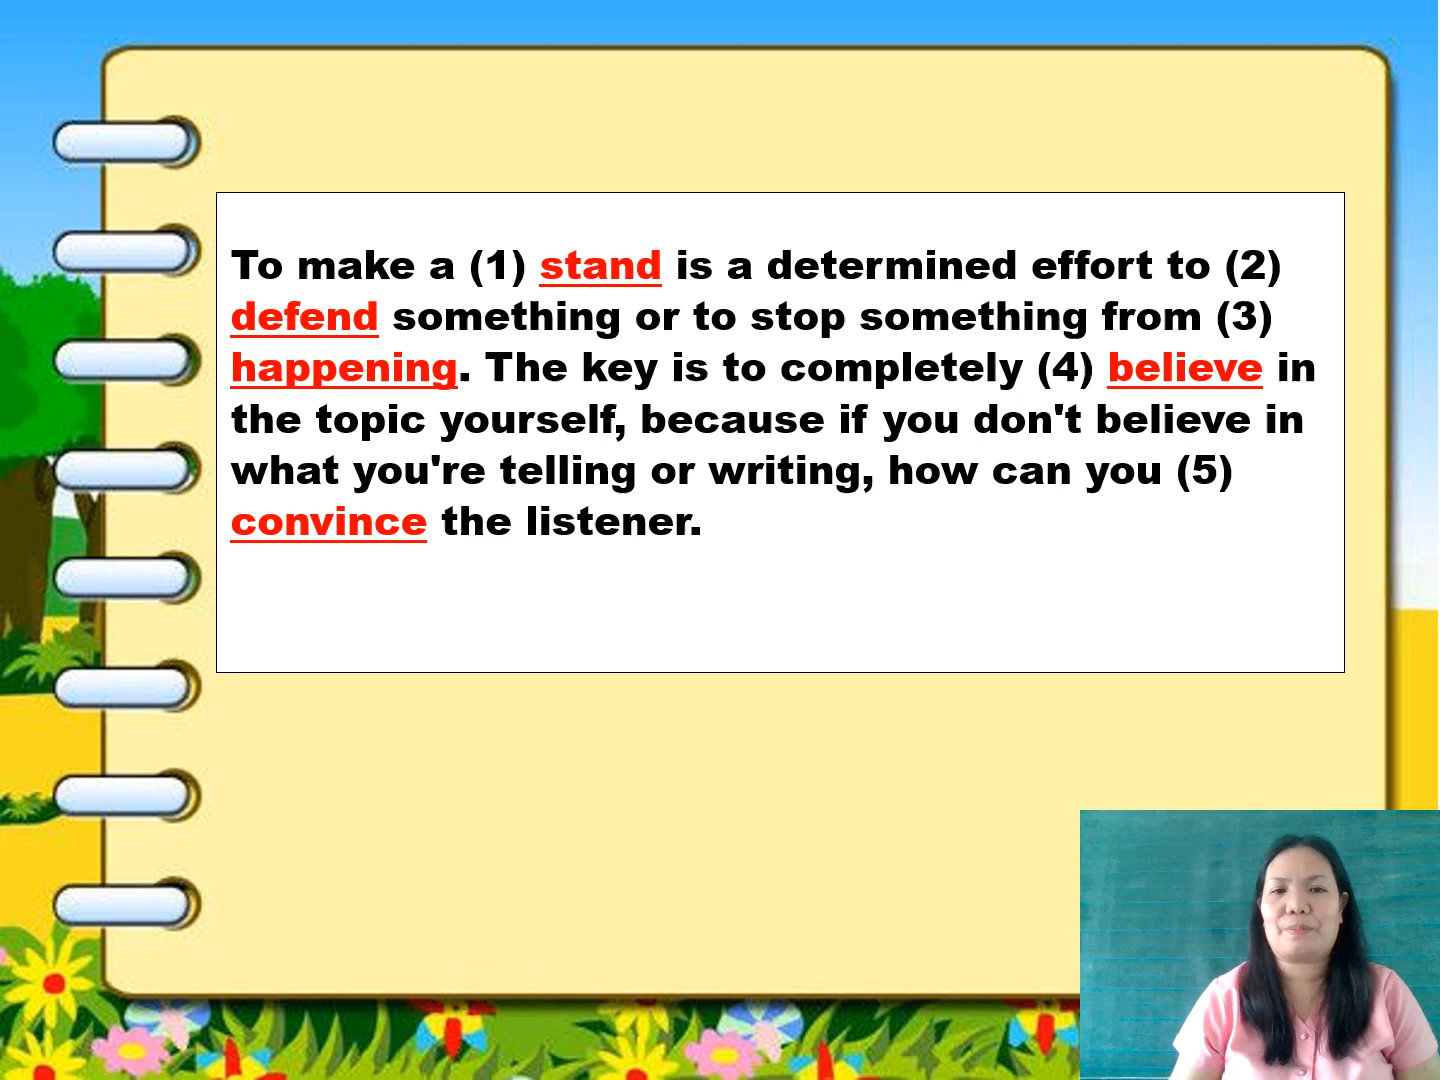 To make a (1) stand is a determined effort to (2)
defend something or to stop something from (3)
happening. The key is to completely (4) believe in
the topic yourself, because if you don't believe in
what you're telling or writing, how can you (5)
convince the listener.